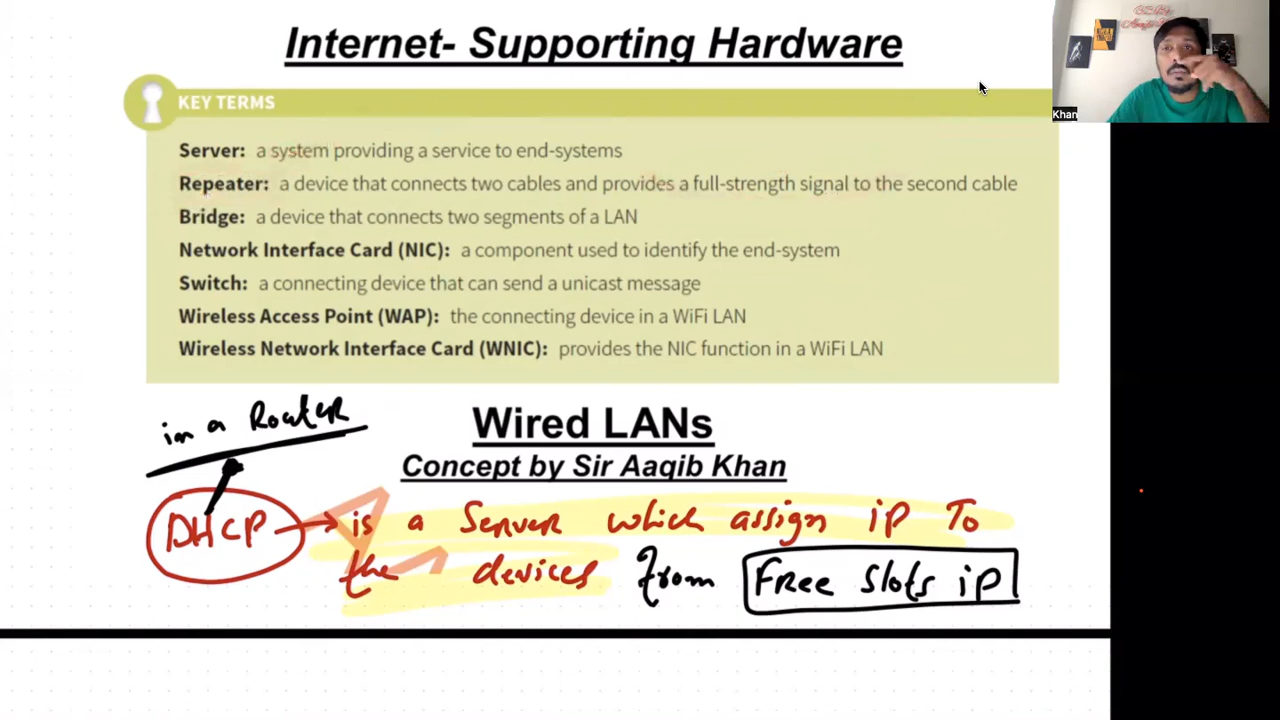 Internet- Supporting Hardware
KEY TERMS
Server: a system providing a service to end-systems
Repeater: a device that connects two cables and provides a full-strength signal to the second cable
Bridge: a device that connects two segments of a LAN
Network Interface Card (NIC): a component used to identify the end-system
Switch: a connecting device that can send a unicast message
Wireless Access Point (WAP): the connecting device in a WiFi LAN
Wireless Network Interface Card (WNIC): provides the NIC function in a WiFi LAN
Khan
in a Router
Wired LANs
Concept by Sir Aaqib Khan
DHCP → is a Server which assign ip To
the devices from Free Slots ip